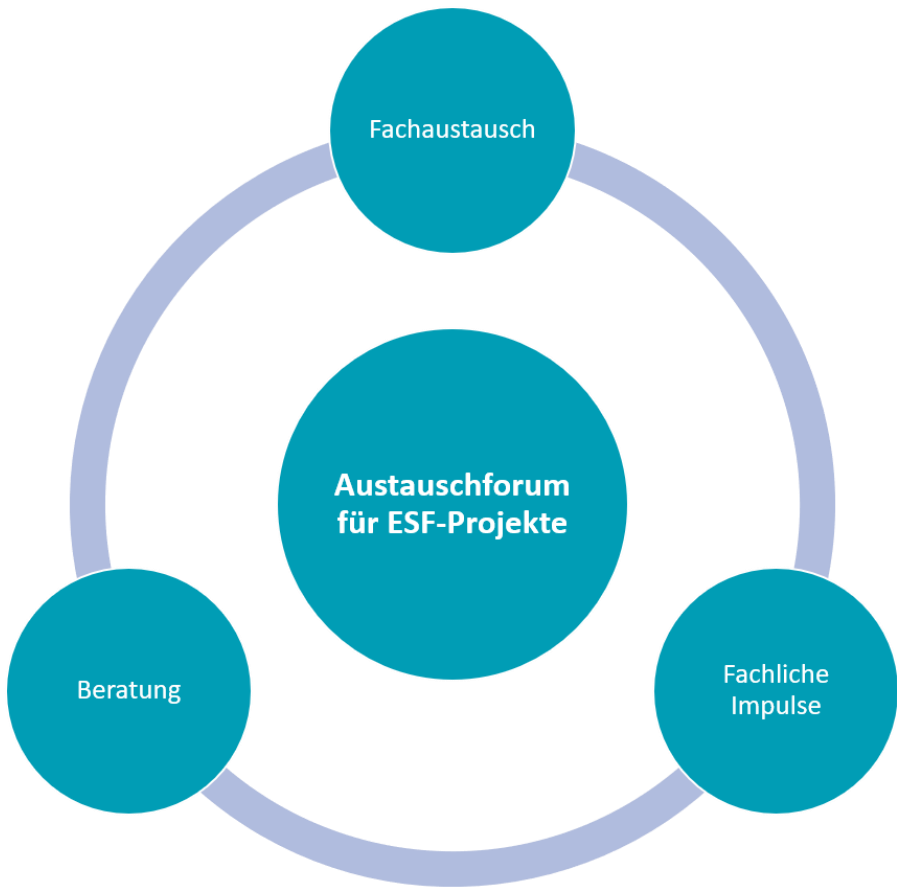 Fachaustausch
Austauschforum
für ESF-Projekte
Beratung
Fachliche
Impulse